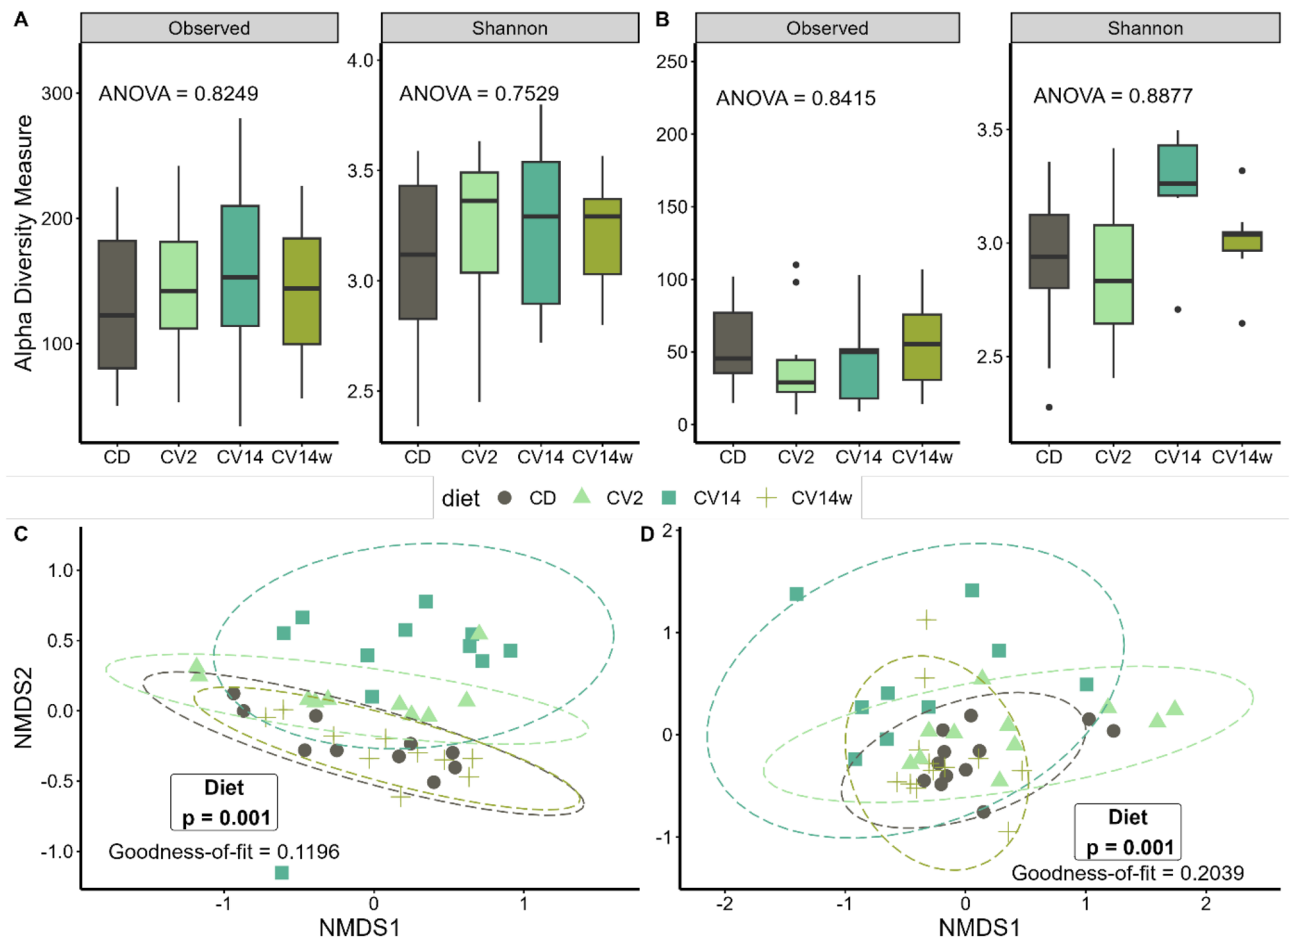 A
Observed
Shannon
B
Observed
Shannon
Alpha Diversity Measure
300
200
100
ANOVA = 0.8249
4.0
3.5
3.0
2.5
ANOVA = 0.7529
250
200
150
100
50
0
ANOVA = 0.8415
3.5
3.0
2.5
ANOVA = 0.8877
CD CV2 CV14 CV14w
CD CV2 CV14 CV14w
CD CV2 CV14 CV14w
CD CV2 CV14 CV14w
diet CD CV2 CV14 CV14w
C
NMDS2
1.0
0.5
0.0
-0.5
-1.0
Diet
p = 0.001
Goodness-of-fit = 0.1196
-1 0 1
NMDS1
D
2
1
0
-1
Diet
p = 0.001
Goodness-of-fit = 0.2039
-2 -1 0 1 2
NMDS1